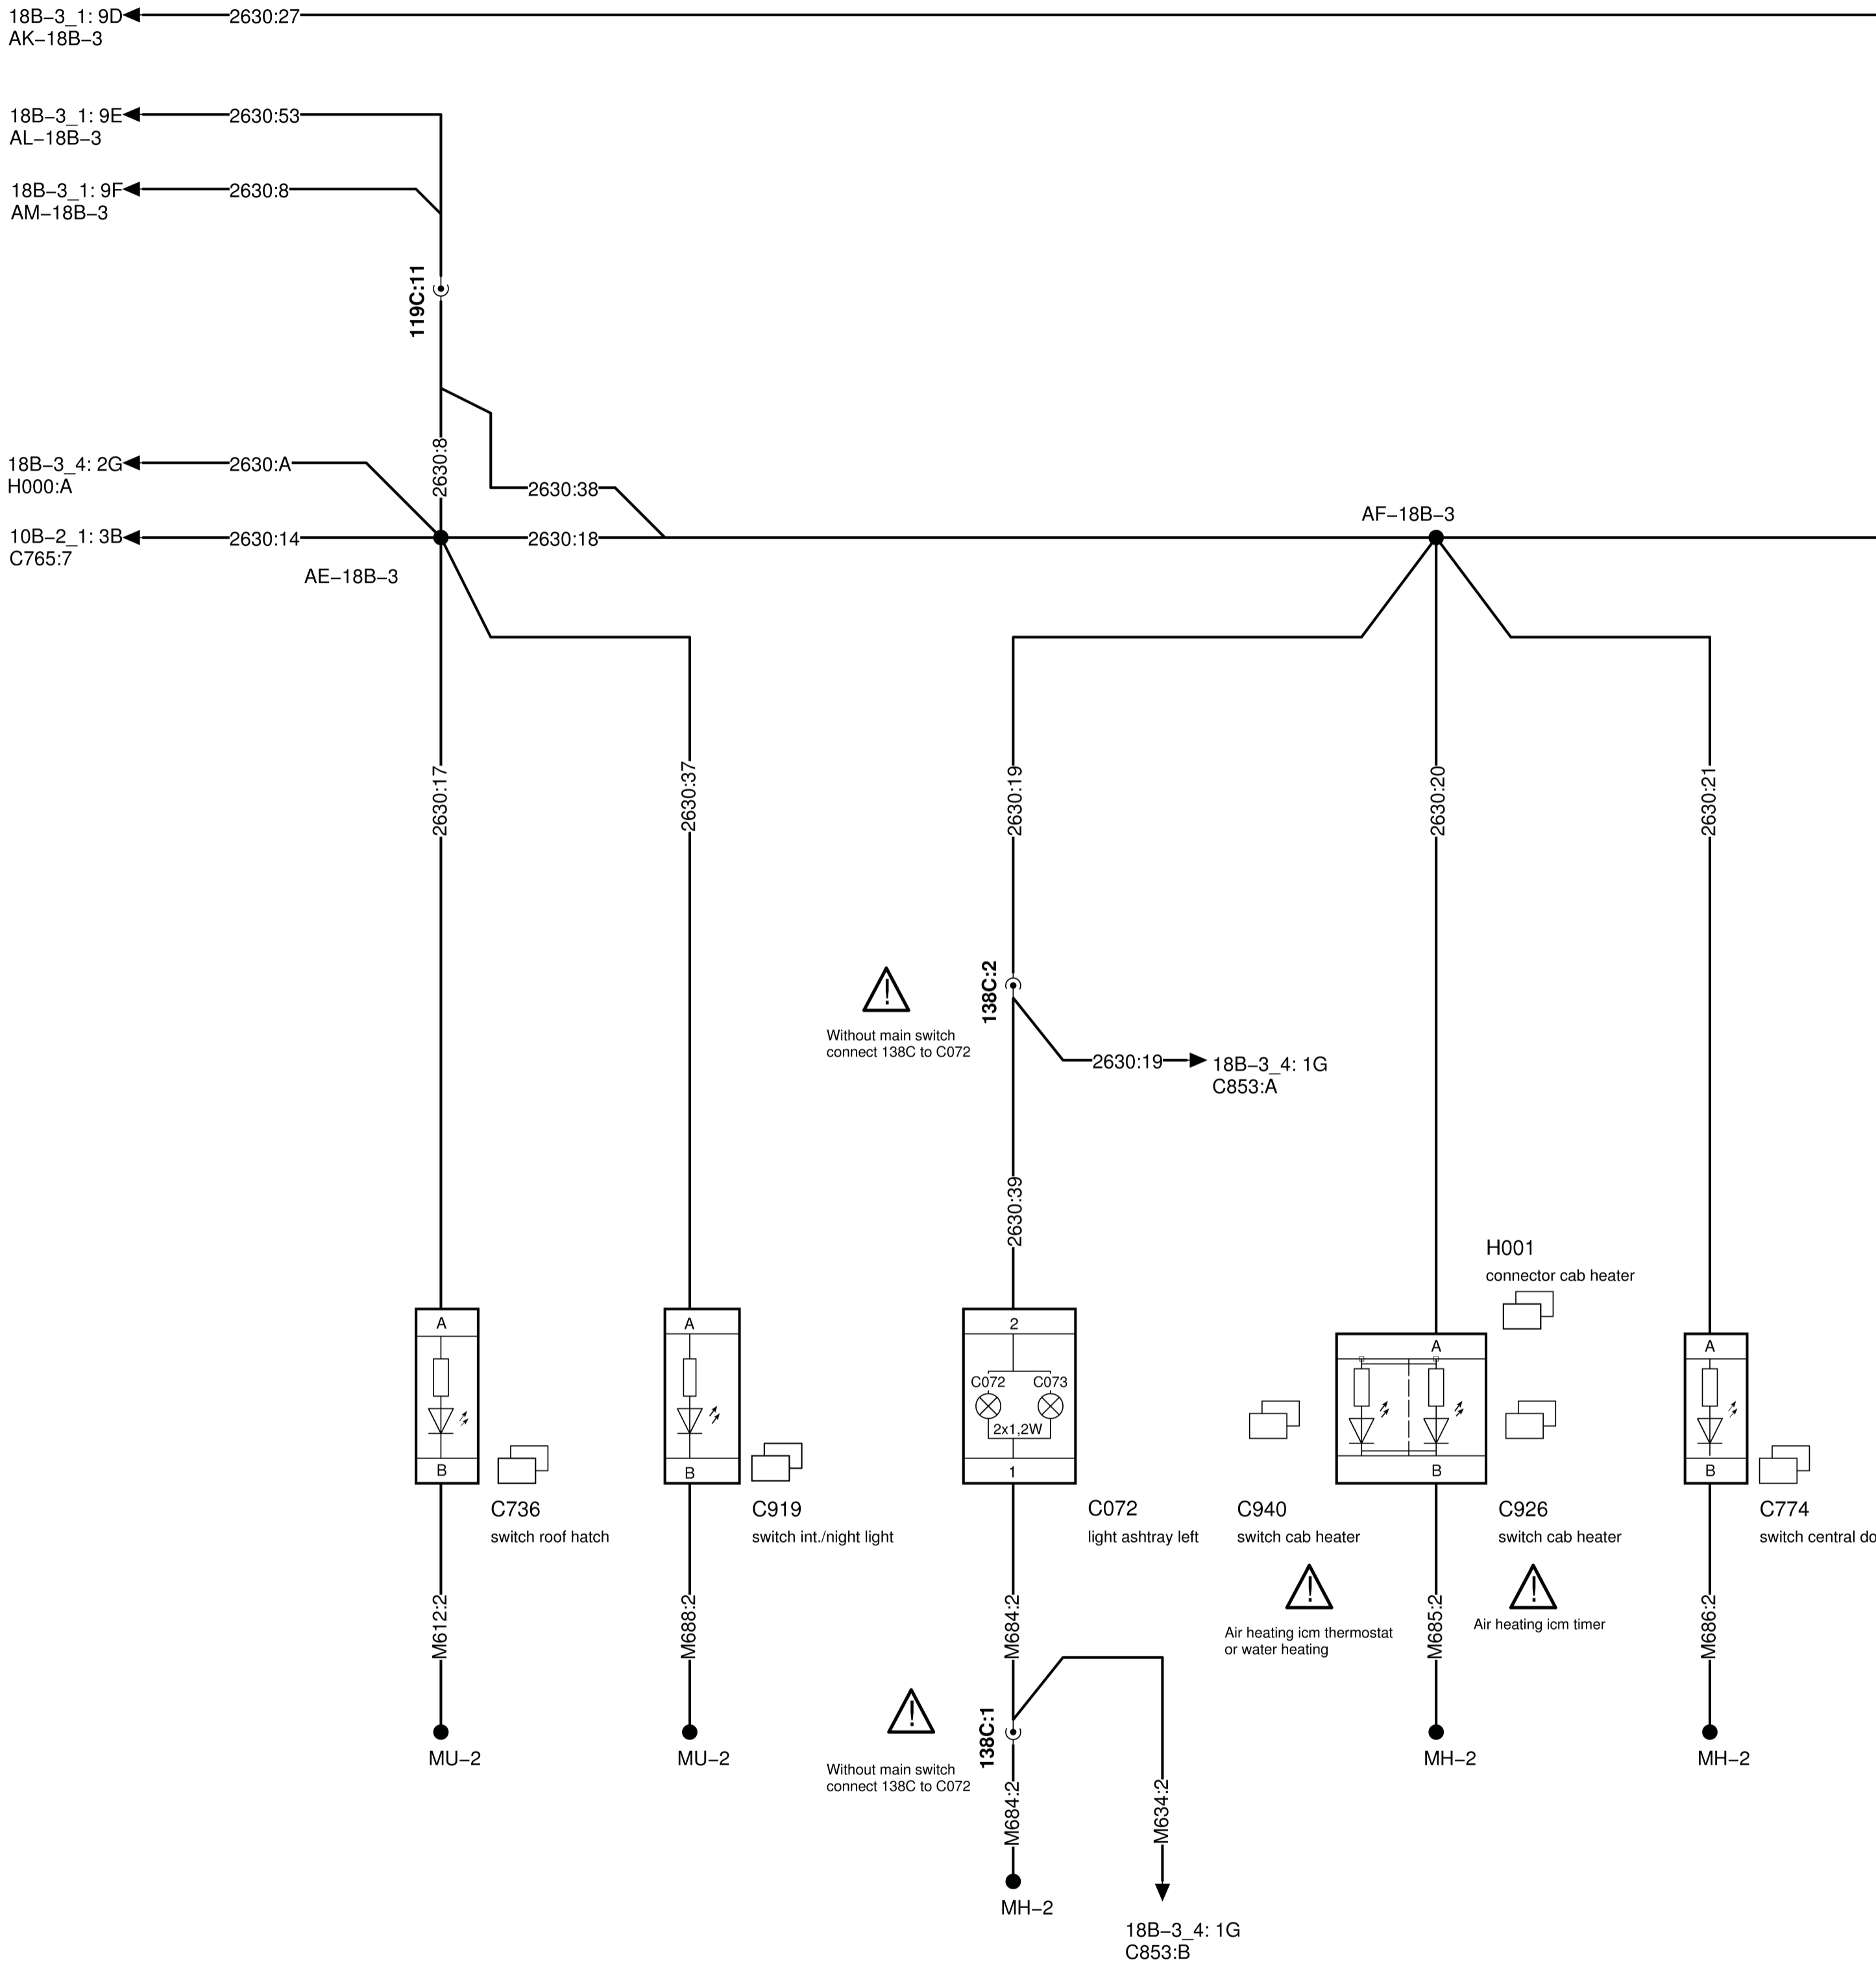 18B−3_1: 9D
AK−18B−3
2630:27
18B−3_1: 9E
AL−18B−3
2630:53
18B−3_1: 9F
AM−18B−3
2630:8
119C:11
18B−3_4: 2G
H000:A
2630:A
2630:8
2630:38
10B−2_1: 3B
C765:7
2630:14
2630:18
AE−18B−3
AF−18B−3
2630:17
2630:37
2630:19
2630:20
2630:21
Without main switch
connect 138C to C072
138C:2
2630:19
18B−3_4: 1G
C853:A
2630:39
H001
connector cab heater
A
A
2
A
A
C072
C073
2x1,2W
B
B
1
B
B
C736
switch roof hatch
C919
switch int./night light
C072
light ashtray left
C940
switch cab heater
C926
switch cab heater
C774
switch central do
Air heating icm thermostat
or water heating
Air heating icm timer
M612:2
M688:2
M684:2
M685:2
M686:2
MU−2
MU−2
Without main switch
connect 138C to C072
138C:1
MH−2
MH−2
M684:2
M634:2
MH−2
18B−3_4: 1G
C853:B